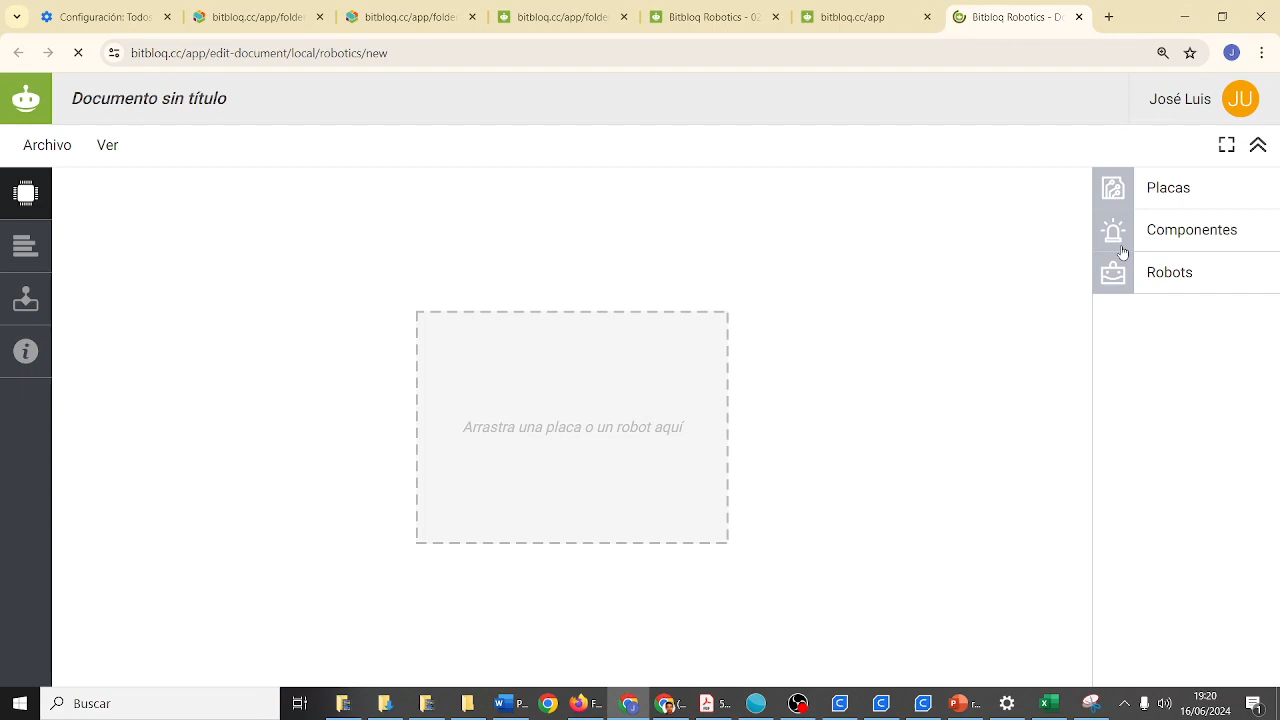 Configuración: Todos
bitbloq.cc/app/folde
bitbloq.cc/app/folde
bitbloq.cc/app/folde
Bitbloq Robotics - 02.
bitbloq.cc/app
Bitbloq Robotics - Do
bitbloq.cc/app/edit-document/local/robotics/new
J
Documento sin título
José Luis
JU
Archivo
Ver
Placas
Componentes
Robots
Arrastra una placa o un robot aquí
Buscar
P...
F...
J...
S...
P...
19:20
16/06/2024